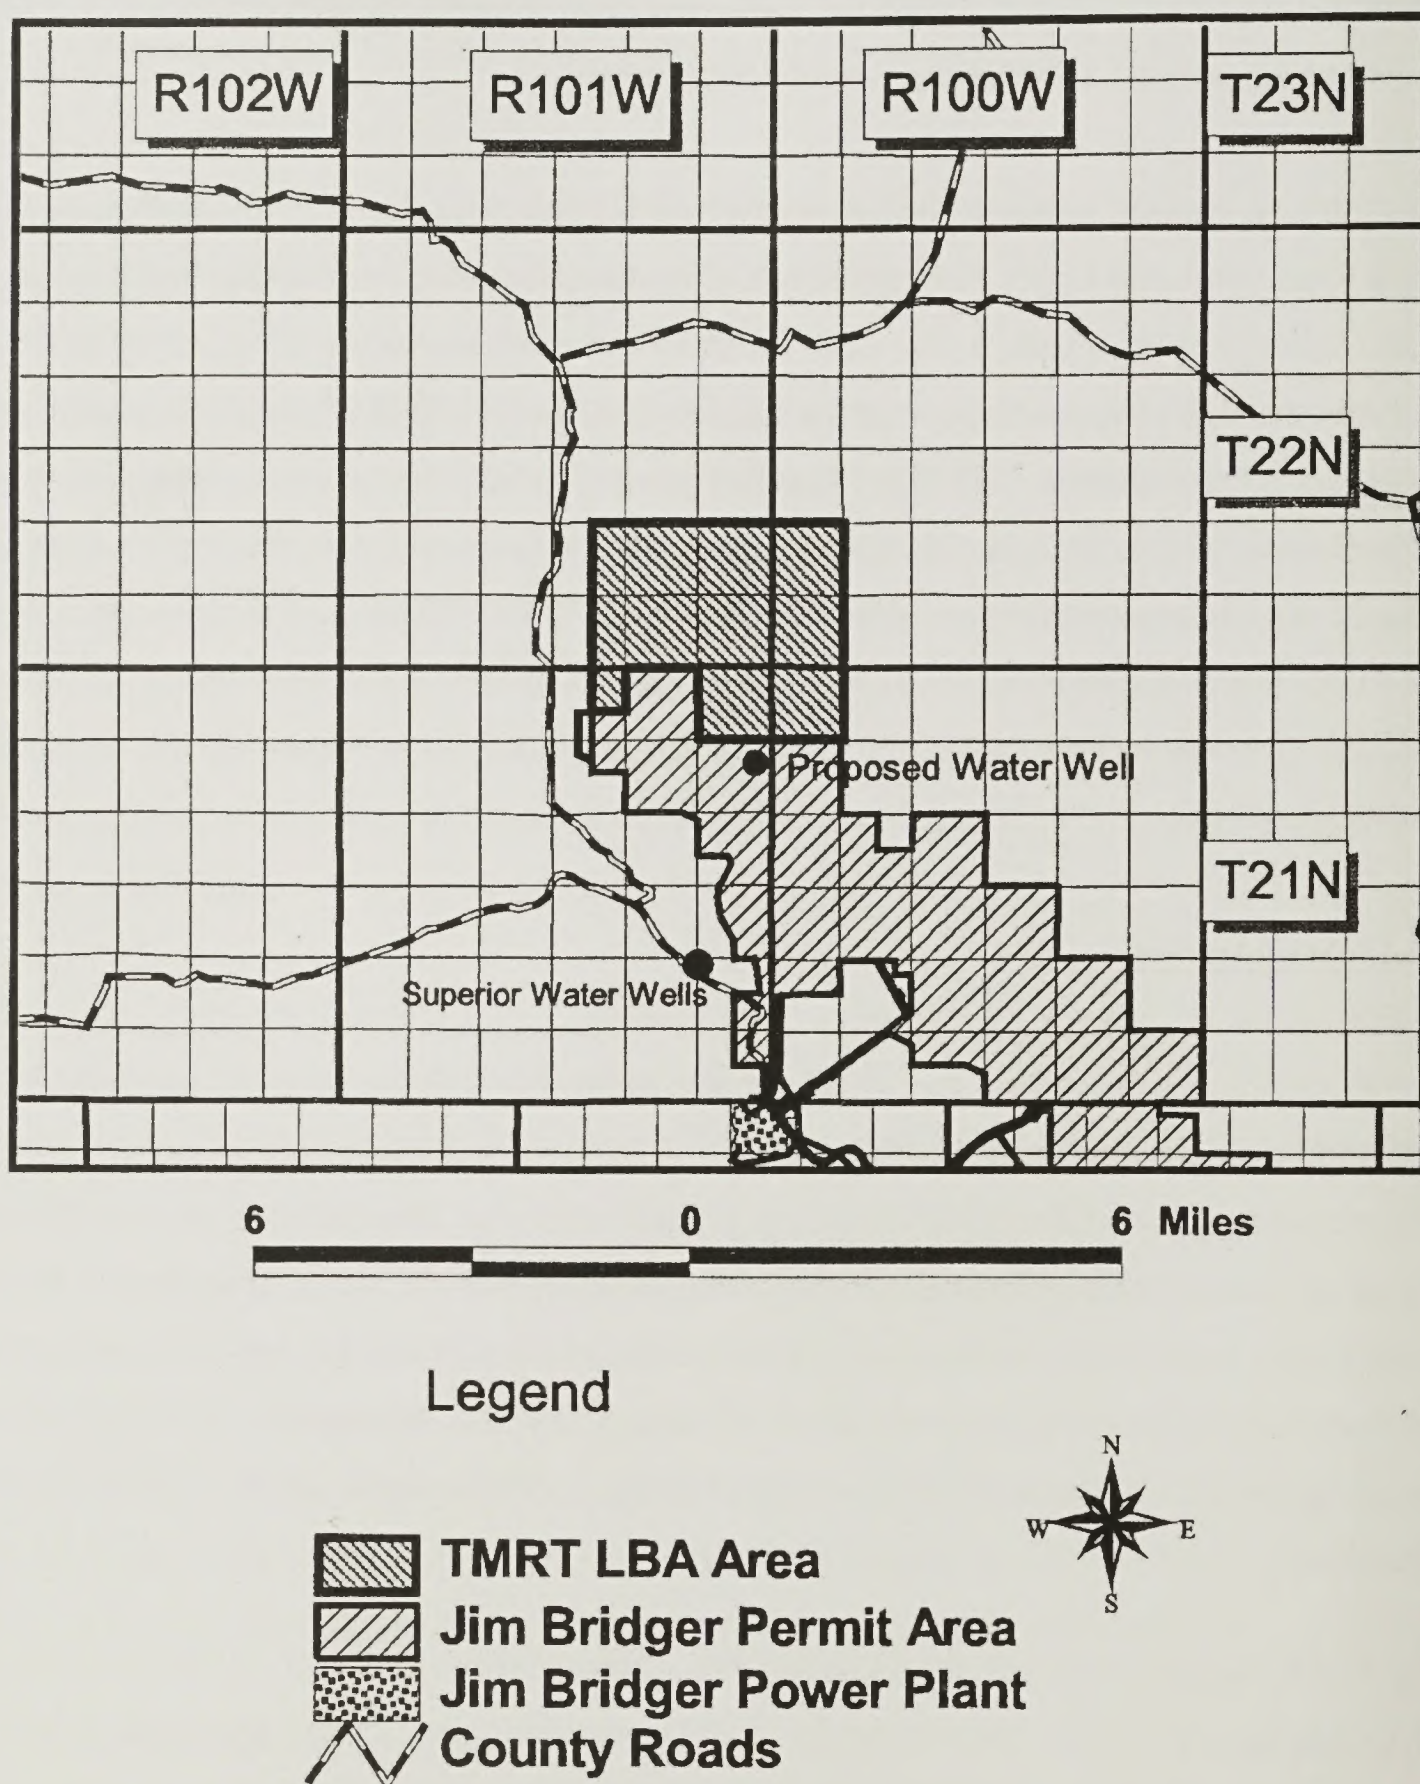 R102W R101W R100W T23N
T22N
Proposed Water Well
T21N
Superior Water Wells
6 0 6 Miles
Legend
N
W E
S
TMRT LBA Area
Jim Bridger Permit Area
Jim Bridger Power Plant
County Roads